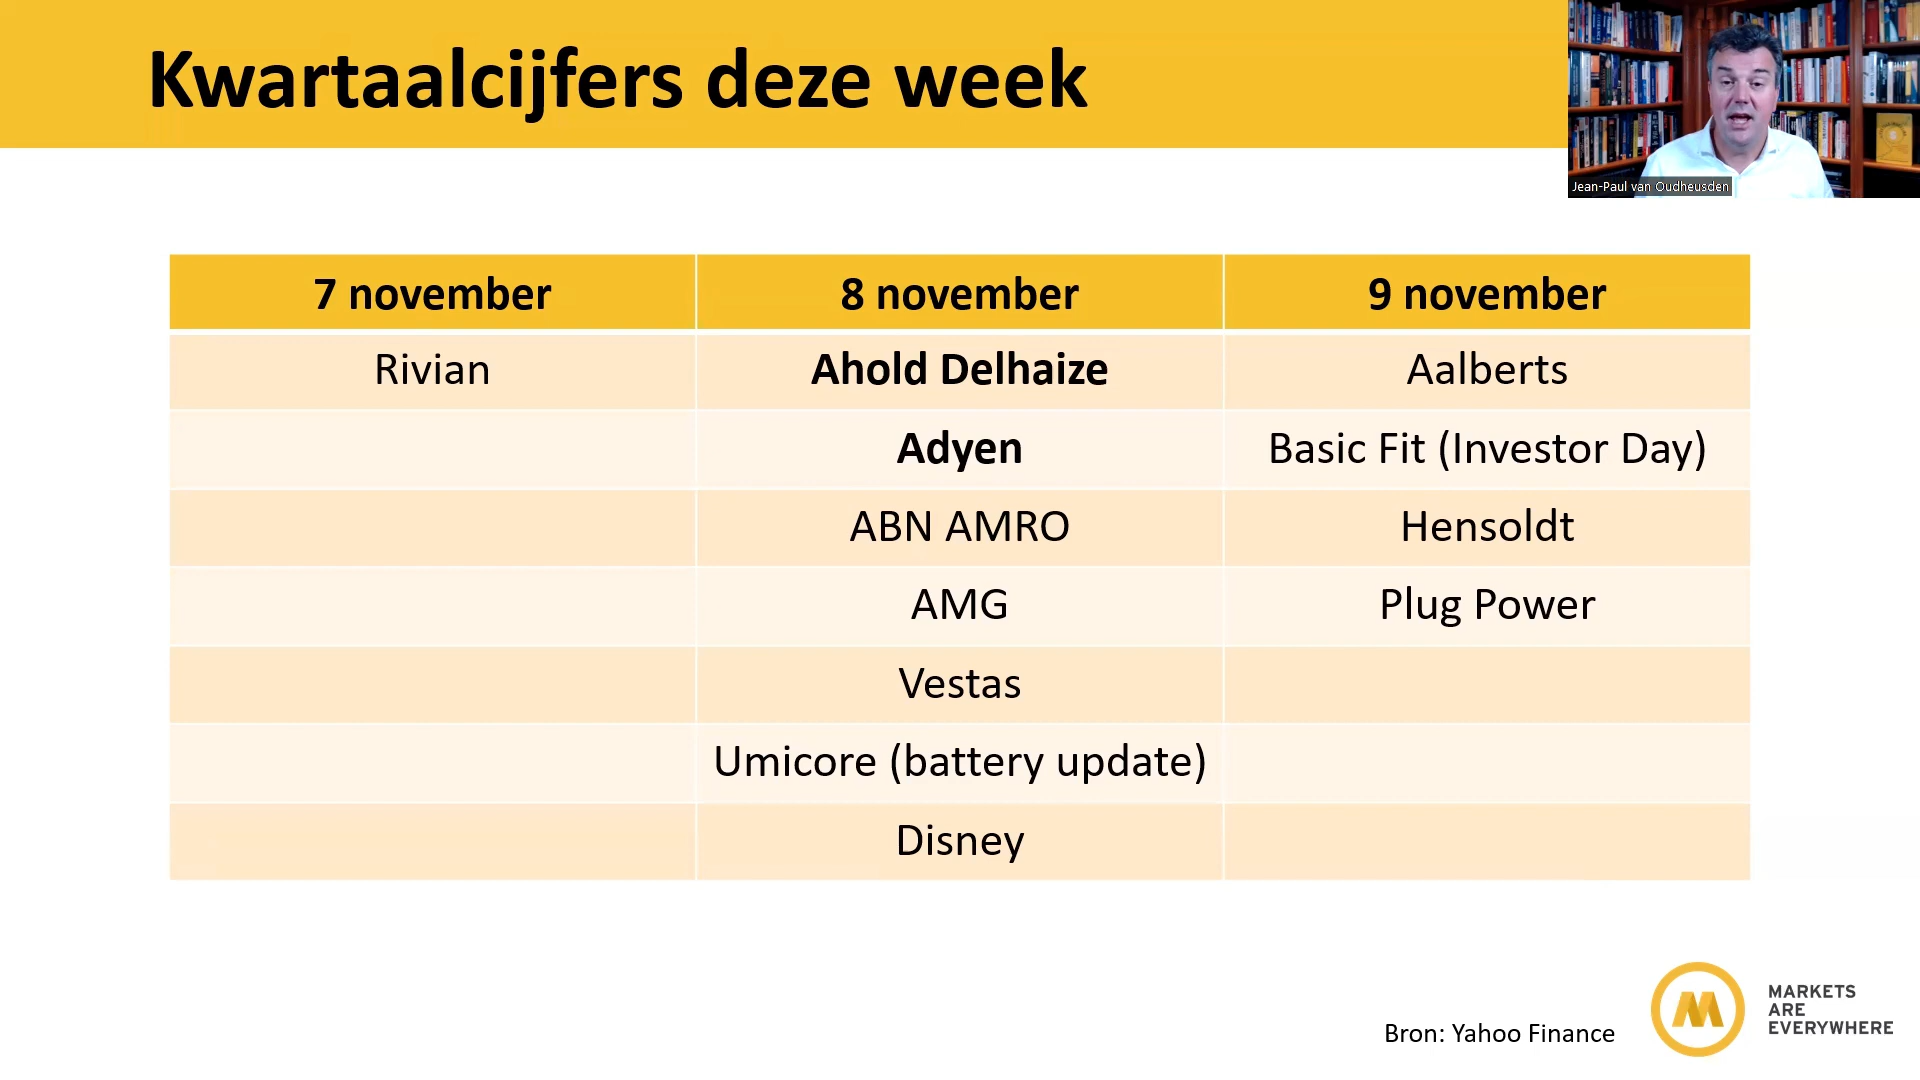 Kwartaalcijfers deze week
Jean-Paul van Oudheusden
7 november
8 november
9 november
Rivian
Ahold Delhaize
Aalberts
Adyen
Basic Fit (Investor Day)
ABN AMRO
Hensoldt
AMG
Plug Power
Vestas
Umicore (battery update)
Disney
Bron: Yahoo Finance
MARKETS
ARE
EVERYWHERE